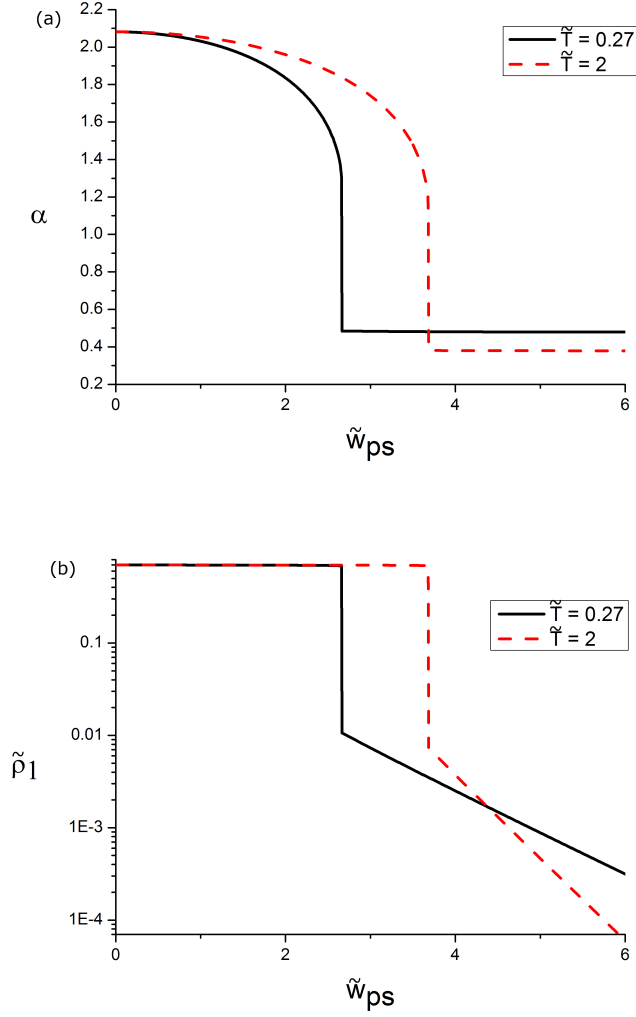 (a)
2.2
2.0
1.8
1.6
1.4
1.2
1.0
0.8
0.6
0.4
0.2
α
0 2 4 6
w̃ps
T̃ = 0.27
T̃ = 2
(b)
0.1
0.01
1E-3
1E-4
ρ̃1
0 2 4 6
w̃ps
T̃ = 0.27
T̃ = 2